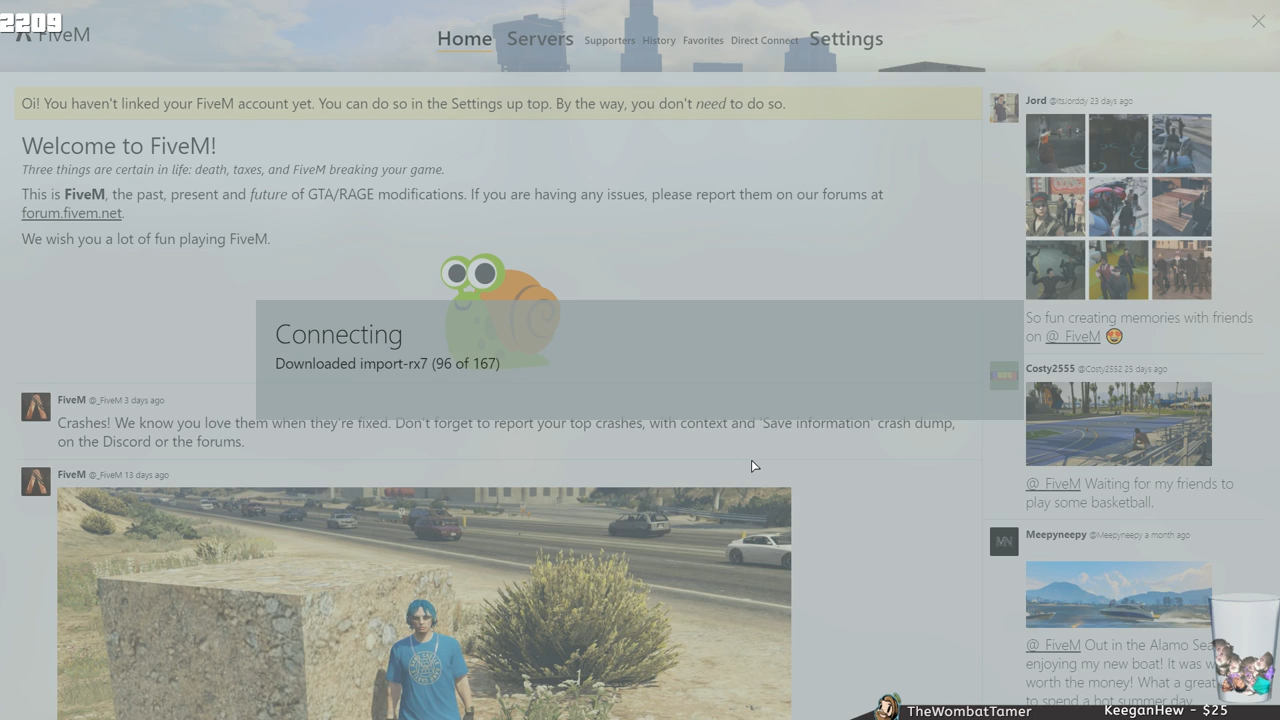 2209
FiveM
Home Servers Supporters History Favorites Direct Connect Settings
Oi! You haven't linked your FiveM account yet. You can do so in the Settings up top. By the way, you don't need to do so.
Welcome to FiveM!
Three things are certain in life: death, taxes, and FiveM breaking your game.
This is FiveM, the past, present and future of GTA/RAGE modifications. If you are having any issues, please report them on our forums at
forum.fivem.net.
We wish you a lot of fun playing FiveM.
Connecting
Downloaded import-rx7 (96 of 167)
FiveM @_FiveM 3 days ago
Crashes! We know you love them when they're fixed. Don't forget to report your top crashes, with context and 'Save information' crash dump,
on the Discord or the forums.
FiveM @_FiveM 13 days ago
Jord @itsJorddy 23 days ago
So fun creating memories with friends
on @_FiveM
Costy2555 @Costy2552 25 days ago
@_FiveM Waiting for my friends to
play some basketball.
MN
Meepyneepy @Meepyneepy a month ago
@_FiveM Out in the Alamo Sea
enjoying my new boat! It was w
worth the money! What a great
to spend a hot summer day
TheWombatTamer
KeeganHew - $25